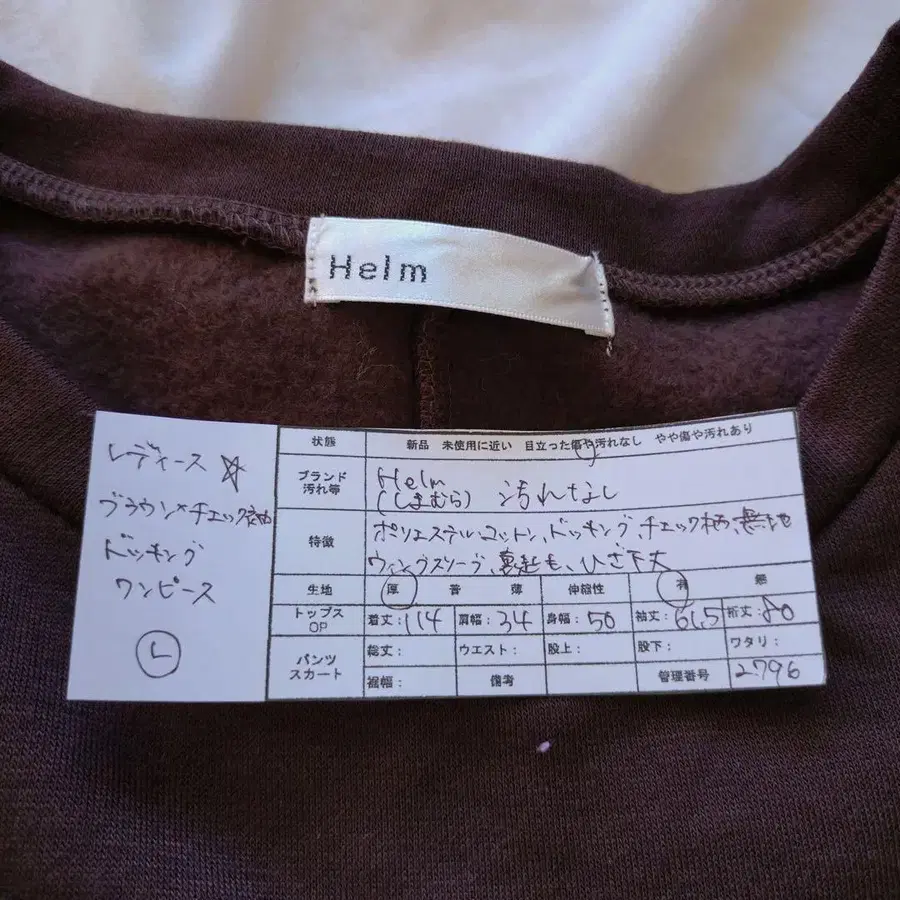 Helm
レディース ☆
ブラウン×チェック袖
ドッキング
ワンピース
L
状態 新品 未使用に近い 目立った傷や汚れなし やや傷や汚れあり
ブランド 汚れ等 Helm (しまむら) 汚れなし
特徴 ポリエステル、コットン、ドッキング、チェック柄、無地
ウィングスリーブ、裏起も、ひざ下丈
生地 厚 普 薄 伸縮性 有 無
トップス OP 着丈:114 肩幅:34 身幅:50 袖丈:61,5 裄丈:80
パンツ スカート 総丈: ウエスト: 股上: 股下: ワタリ:
裾幅: 備考 管理番号 2796